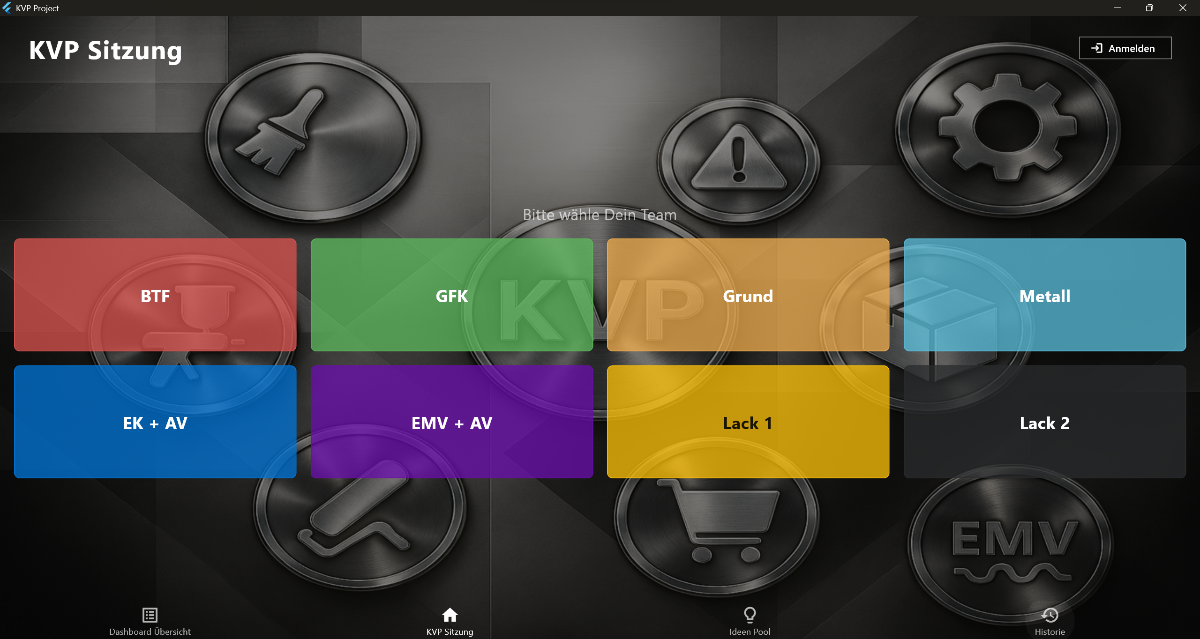 KVP Project
KVP Sitzung
Anmelden
Bitte wähle Dein Team
BTF
GFK
KVP
Grund
Metall
EK + AV
EMV + AV
Lack 1
Lack 2
EMV
Dashboard Übersicht
KVP Sitzung
Ideen Pool
Historie